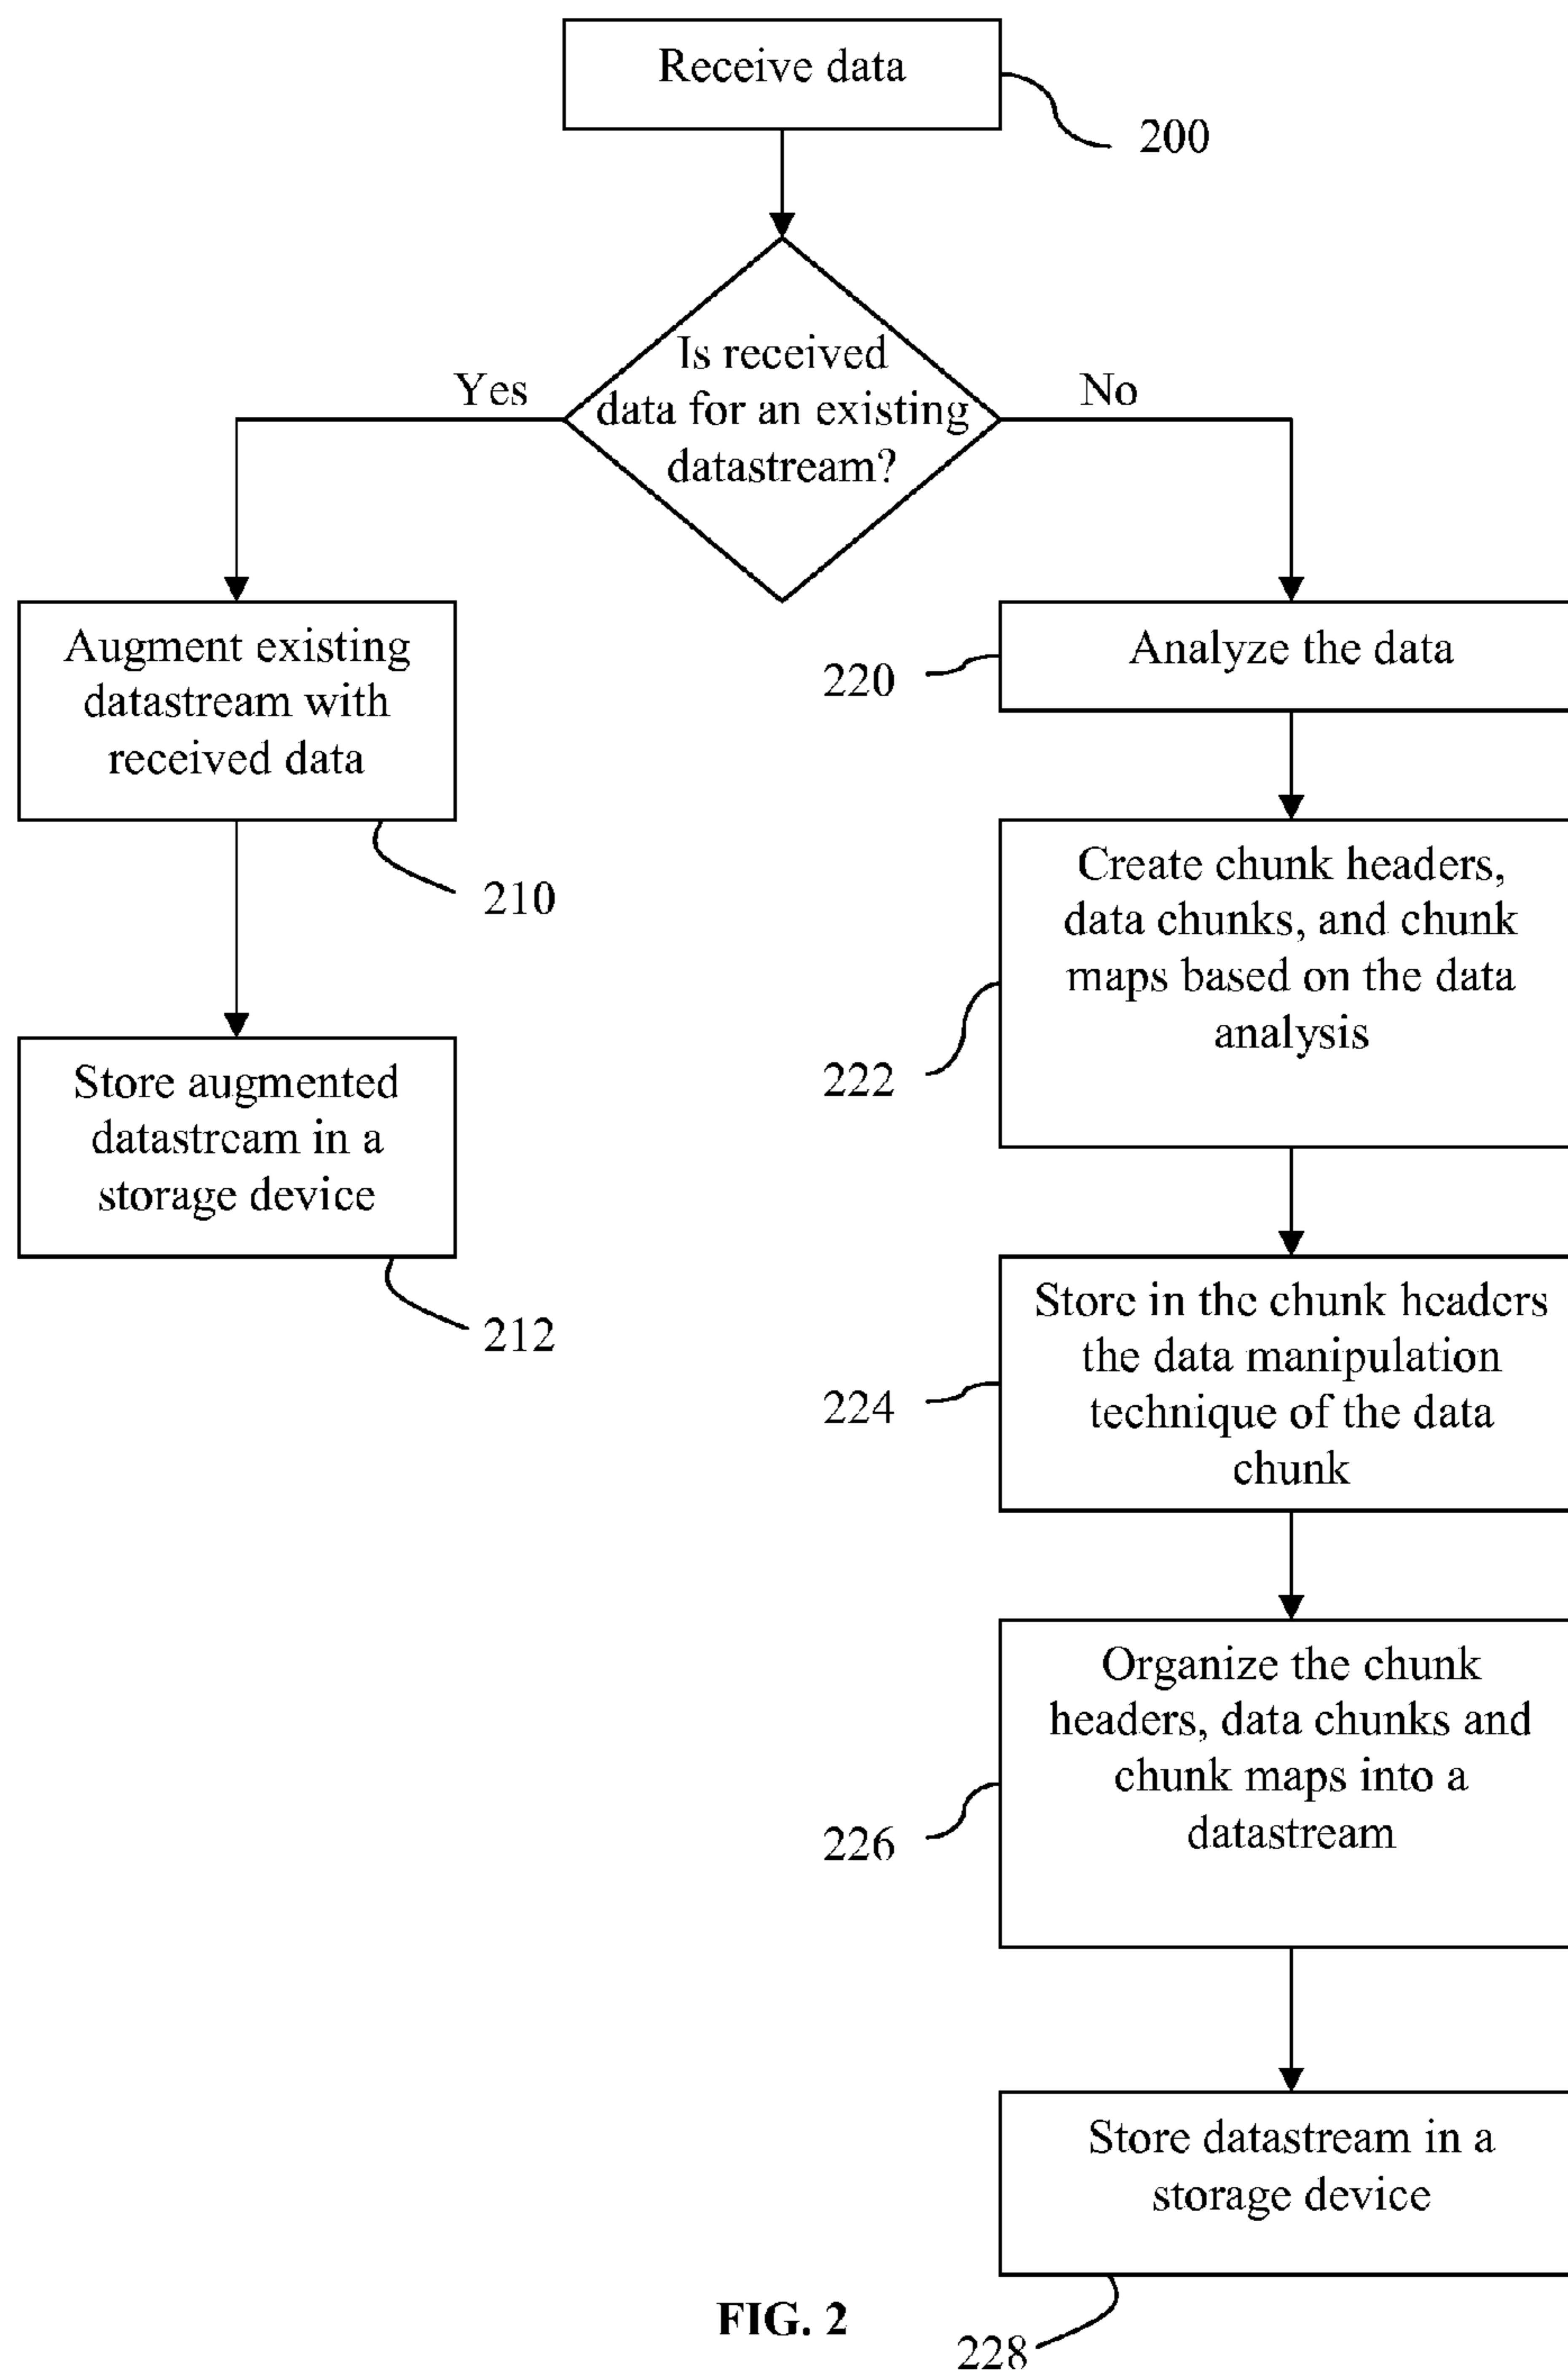 Receive data
200
Is received
data for an existing
datastream?
Yes
No
Augment existing
datastream with
received data
210
Store augmented
datastream in a
storage device
212
Analyze the data
220
Create chunk headers,
data chunks, and chunk
maps based on the data
analysis
222
Store in the chunk headers
the data manipulation
technique of the data
chunk
224
Organize the chunk
headers, data chunks and
chunk maps into a
datastream
226
Store datastream in a
storage device
228
FIG. 2